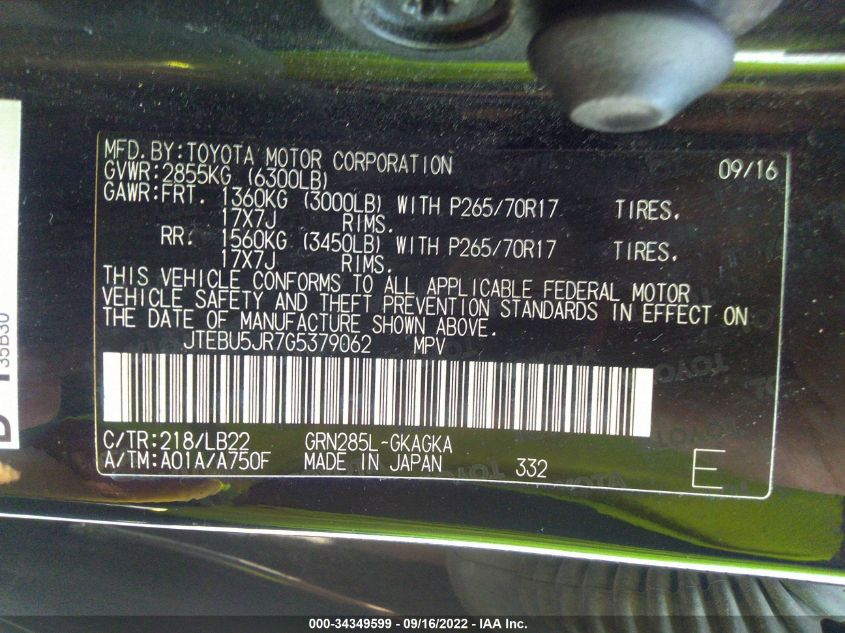 MFD. BY: TOYOTA MOTOR CORPORATION 09/16
GVWR: 2855KG (6300LB)
GAWR: FRT. 1360KG (3000LB) WITH P265/70R17 TIRES.
17X7J RIMS.
RR. 1560KG (3450LB) WITH P265/70R17 TIRES.
17X7J RIMS.
THIS VEHICLE CONFORMS TO ALL APPLICABLE FEDERAL MOTOR
VEHICLE SAFETY AND THEFT PREVENTION STANDARDS IN EFFECT ON
THE DATE OF MANUFACTURE SHOWN ABOVE.
JTEBU5JR7G5379062 MPV
C/TR: 218/LB22 GRN285L-GKAGKA
A/TM: A01A/A750F MADE IN JAPAN 332 E
35B30
000-34349599 - 09/16/2022 - IAA Inc.